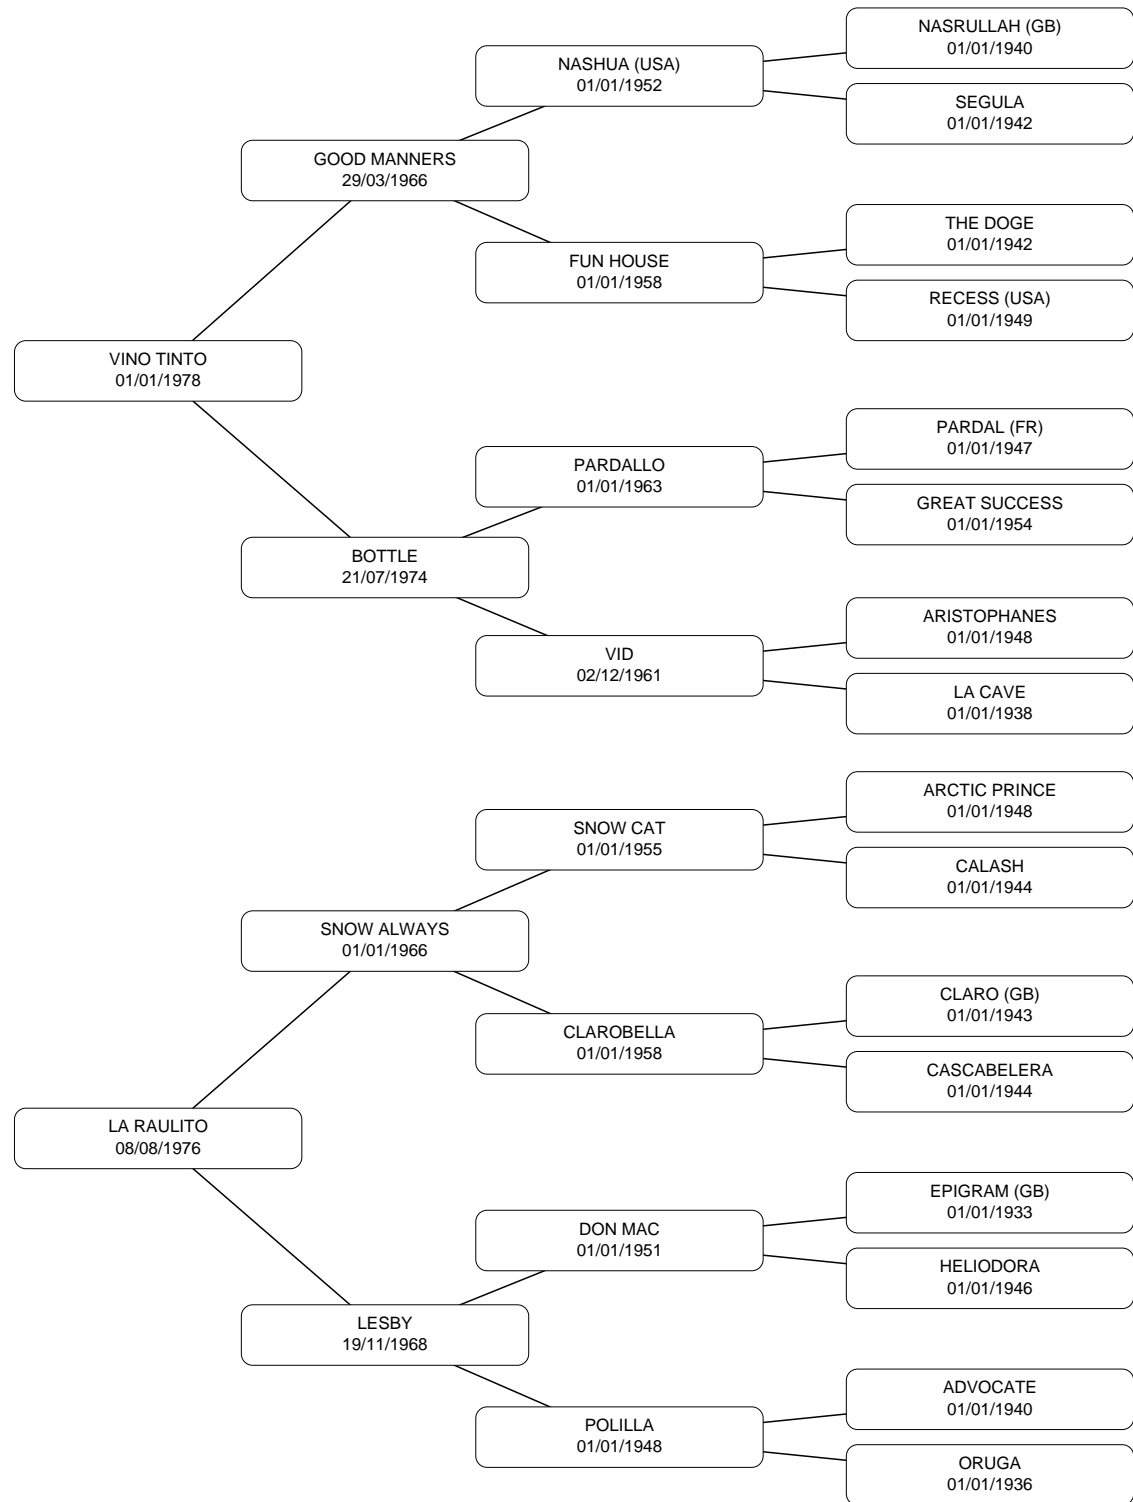 NASRULLAH (GB)
01/01/1940
NASHUA (USA)
01/01/1952
SEGULA
01/01/1942
GOOD MANNERS
29/03/1966
THE DOGE
01/01/1942
FUN HOUSE
01/01/1958
RECESS (USA)
01/01/1949
VINO TINTO
01/01/1978
PARDAL (FR)
01/01/1947
PARDALLO
01/01/1963
GREAT SUCCESS
01/01/1954
BOTTLE
21/07/1974
ARISTOPHANES
01/01/1948
VID
02/12/1961
LA CAVE
01/01/1938
ARCTIC PRINCE
01/01/1948
SNOW CAT
01/01/1955
CALASH
01/01/1944
SNOW ALWAYS
01/01/1966
CLARO (GB)
01/01/1943
CLAROBELLA
01/01/1958
CASCABELERA
01/01/1944
LA RAULITO
08/08/1976
EPIGRAM (GB)
01/01/1933
DON MAC
01/01/1951
HELIODORA
01/01/1946
LESBY
19/11/1968
ADVOCATE
01/01/1940
POLILLA
01/01/1948
ORUGA
01/01/1936